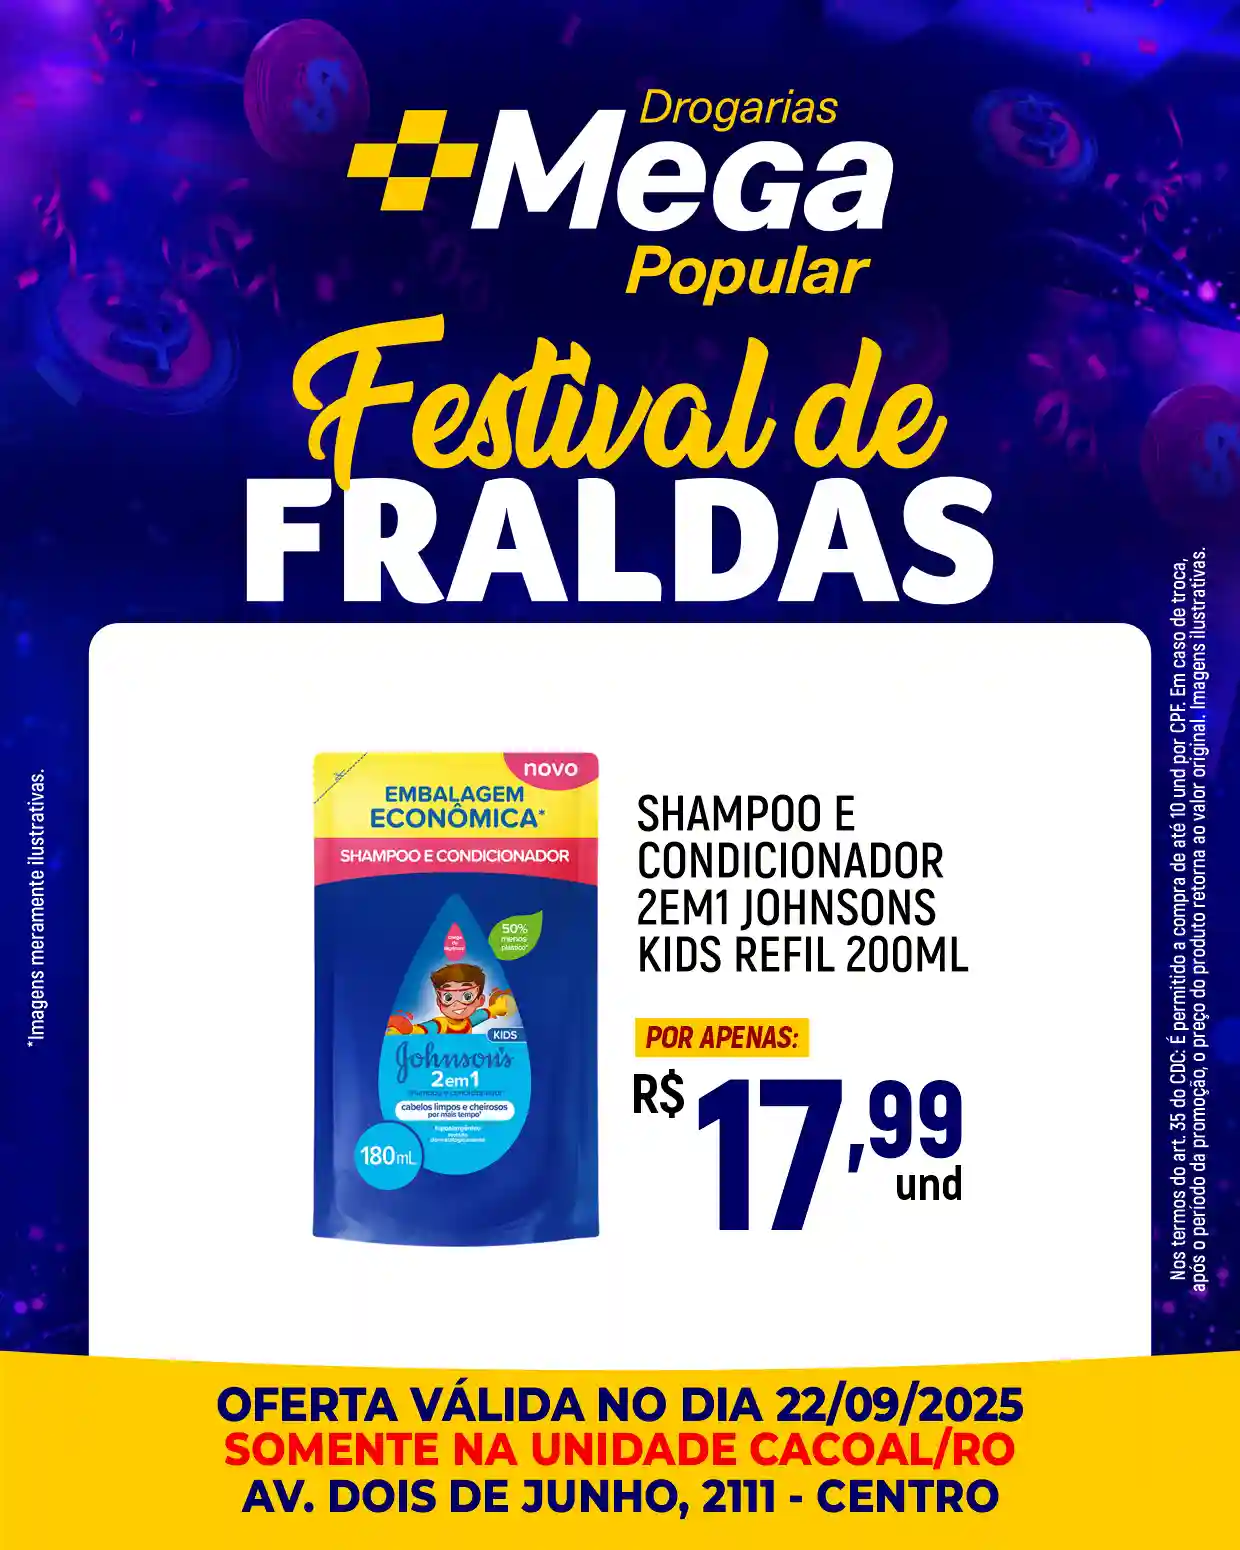 Drogarias
Mega
Popular
Festival de
FRALDAS
novo
EMBALAGEM
ECONÔMICA*
SHAMPOO E CONDICIONADOR
50%
menos
plástico*
KIDS
Johnson's
2em1
cabelos limpos e cheirosos
por mais tempo*
180mL
SHAMPOO E
CONDICIONADOR
2EM1 JOHNSONS
KIDS REFIL 200ML
POR APENAS:
R$ 17,99
und
*Imagens meramente ilustrativas.
Nos termos do art. 35 do CDC: É permitido a compra de até 10 und por CPF. Em caso de troca,
após o período da promoção, o preço do produto retorna ao valor original. Imagens ilustrativas.
OFERTA VÁLIDA NO DIA 22/09/2025
SOMENTE NA UNIDADE CACOAL/RO
AV. DOIS DE JUNHO, 2111 - CENTRO